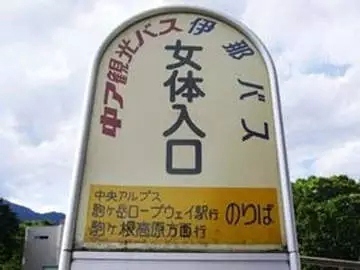 中ア観光バス 伊那バス
女体入口
中央アルプス
駒ヶ岳ロープウェイ駅行
駒ヶ根高原方面行
のりば